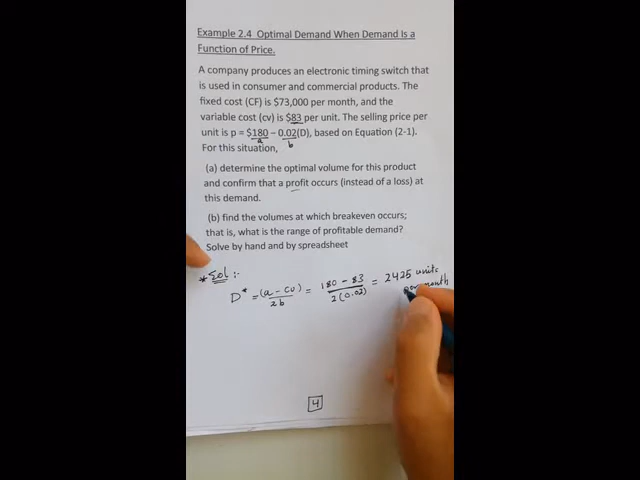 Example 2.4 Optimal Demand When Demand Is a
Function of Price.
A company produces an electronic timing switch that
is used in consumer and commercial products. The
fixed cost (CF) is $73,000 per month, and the
variable cost (cv) is $83 per unit. The selling price per
unit is p = $180 – 0.02(D), based on Equation (2-1).
a b
For this situation,
(a) determine the optimal volume for this product
and confirm that a profit occurs (instead of a loss) at
this demand.
(b) find the volumes at which breakeven occurs;
that is, what is the range of profitable demand?
Solve by hand and by spreadsheet
* Sol :-
D* = (a - cv) / 2b = 180 - 83 / 2(0.02) = 2425 units
month
4